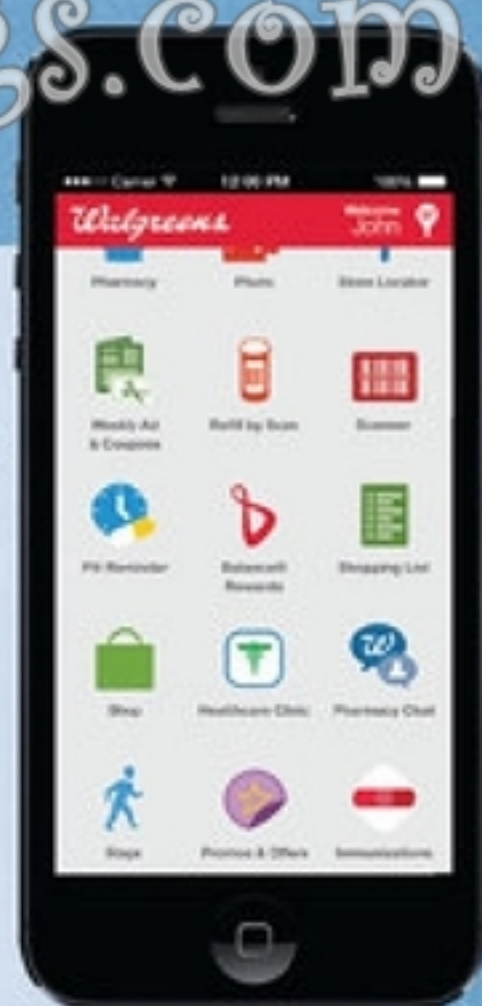 gs.com
Carrier 12:00 PM 100%
Walgreens
Welcome
John
Pharmacy Photo Store Locator
Weekly Ad
& Coupons
Refill by Scan Scanner
Pill Reminder
Balance®
Rewards
Shopping List
Shop Healthcare Clinic Pharmacy Chat
Steps Promos & Offers Immunizations